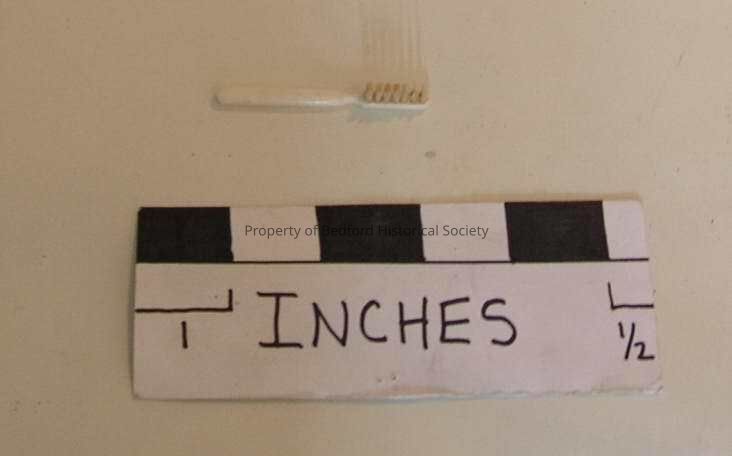 Property of Bedford Historical Society
1 INCHES 1/2